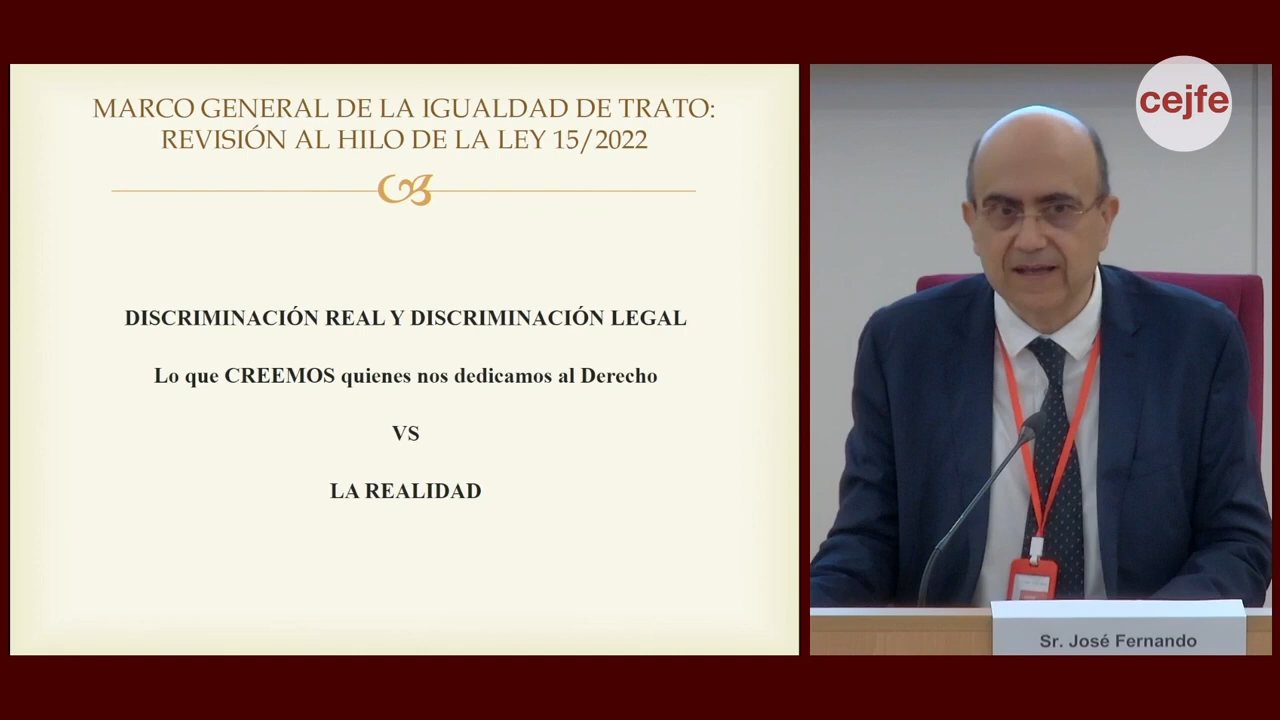 MARCO GENERAL DE LA IGUALDAD DE TRATO:
REVISIÓN AL HILO DE LA LEY 15/2022
DISCRIMINACIÓN REAL Y DISCRIMINACIÓN LEGAL
Lo que CREEMOS quienes nos dedicamos al Derecho
VS
LA REALIDAD
cejfe
Sr. José Fernando